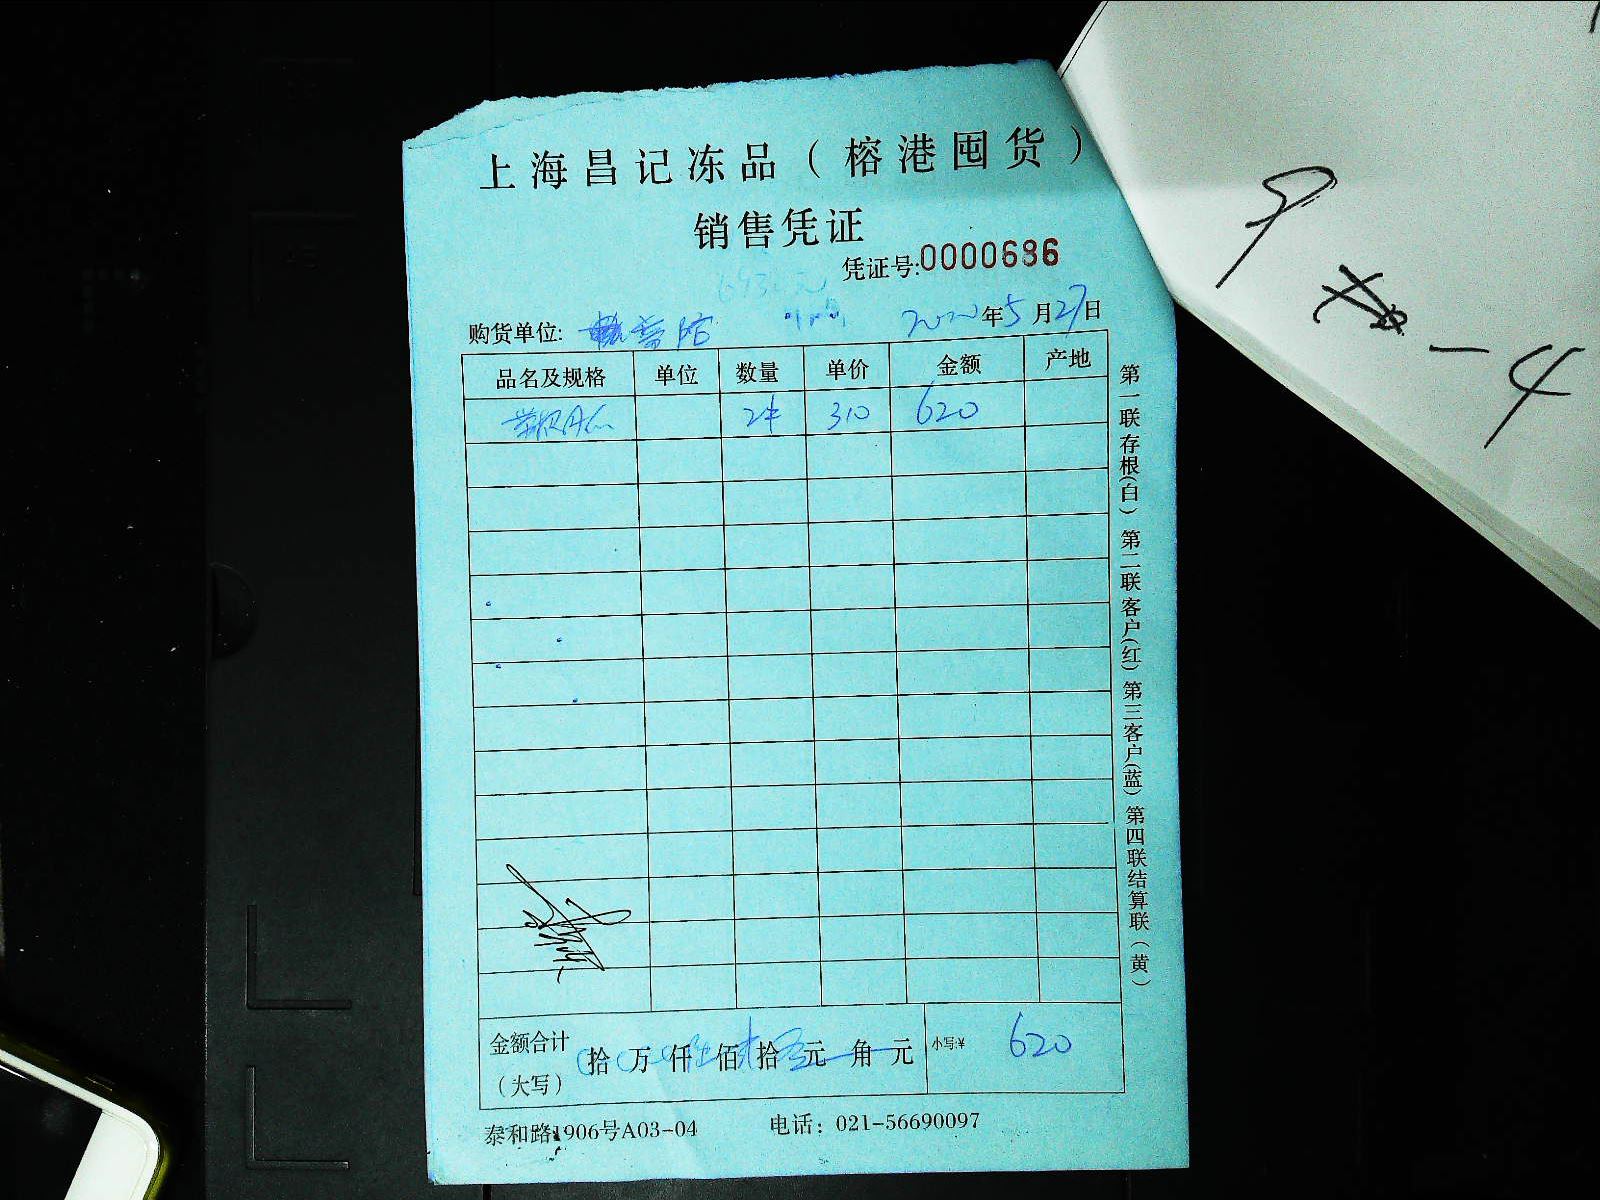 上海昌记冻品（榕港囤货）
销售凭证
凭证号:0000686
购货单位:
2020年5月27日
品名及规格 单位 数量 单价 金额 产地
2件 310 620
金额合计（大写） 拾 万 仟 佰 拾 元 角 元 小写:¥ 620
泰和路1906号A03-04 电话：021-56690097
第一联存根(白) 第二联客户(红) 第三客户(蓝) 第四联结算联（黄）
-4